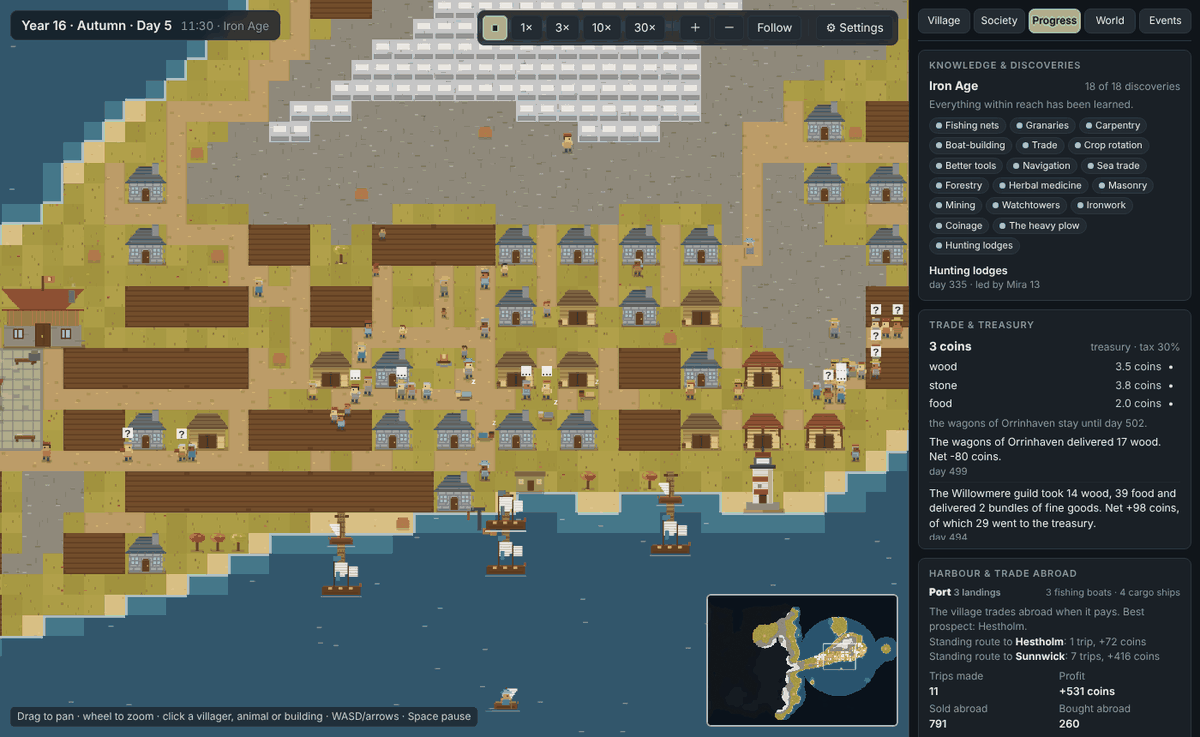 Year 16 · Autumn · Day 5 11:30 · Iron Age
1× 3× 10× 30× + − Follow ⚙ Settings
Village Society Progress World Events
KNOWLEDGE & DISCOVERIES
Iron Age 18 of 18 discoveries
Everything within reach has been learned.
Fishing nets Granaries Carpentry
Boat-building Trade Crop rotation
Better tools Navigation Sea trade
Forestry Herbal medicine Masonry
Mining Watchtowers Ironwork
Coinage The heavy plow
Hunting lodges
Hunting lodges
day 335 · led by Mira 13
TRADE & TREASURY
3 coins treasury · tax 30%
wood 3.5 coins •
stone 3.8 coins •
food 2.0 coins •
the wagons of Orrinhaven stay until day 502.
The wagons of Orrinhaven delivered 17 wood.
Net -80 coins.
day 499
The Willowmere guild took 14 wood, 39 food and
delivered 2 bundles of fine goods. Net +98 coins,
of which 29 went to the treasury.
day 494
HARBOUR & TRADE ABROAD
Port 3 landings 3 fishing boats · 4 cargo ships
The village trades abroad when it pays. Best
prospect: Hestholm.
Standing route to Hestholm: 1 trip, +72 coins
Standing route to Sunnwick: 7 trips, +416 coins
Trips made Profit
11 +531 coins
Sold abroad Bought abroad
791 260
? ?
?
?
?
? ?
z
z
z
Drag to pan · wheel to zoom · click a villager, animal or building · WASD/arrows · Space pause